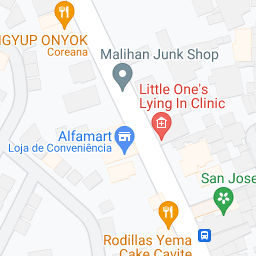 GYUP ONYOK
Coreana
Malihan Junk Shop
Little One's
Lying In Clinic
Alfamart
Loja de Conveniência
San Jose
Rodillas Yema
Cake Cavite